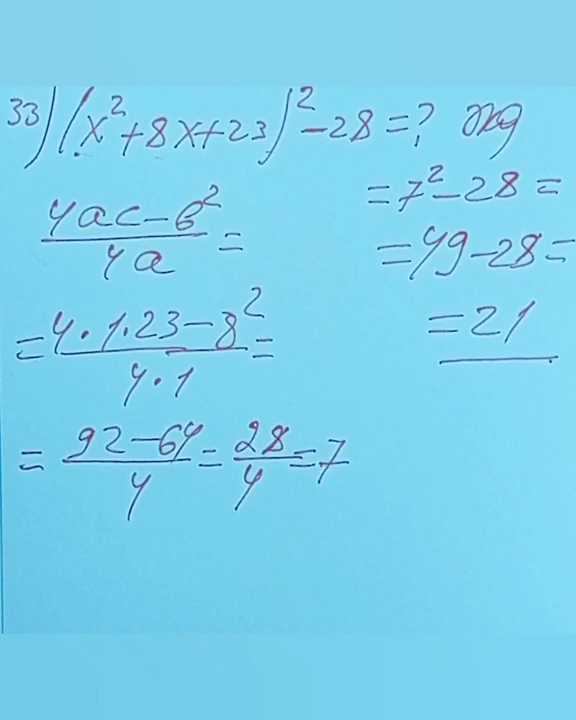 33) (x²+8x+23)²-28=?
(4ac-b²)/4a =
= (4·1·23-8²)/(4·1) =
= (92-64)/4 = 28/4 = 7
= 7²-28 =
= 49-28 =
= 21